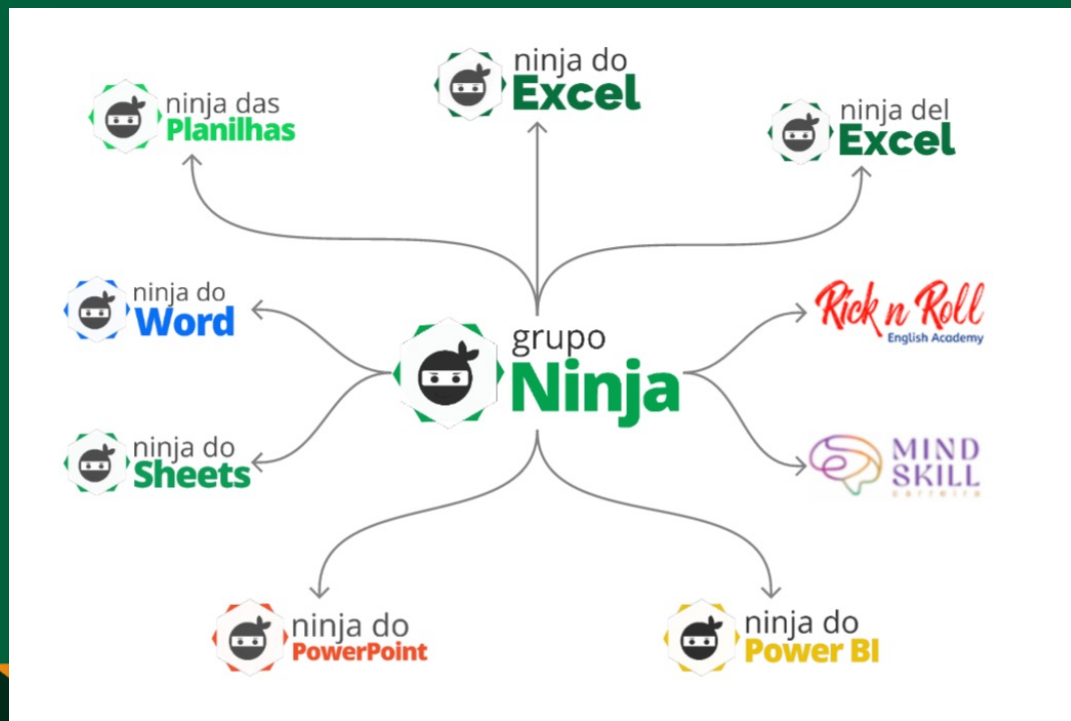 ninja do
Excel
ninja das
Planilhas
ninja del
Excel
ninja do
Word
Rick n Roll
English Academy
grupo
Ninja
ninja do
Sheets
MIND
SKILL
carreira
ninja do
PowerPoint
ninja do
Power BI